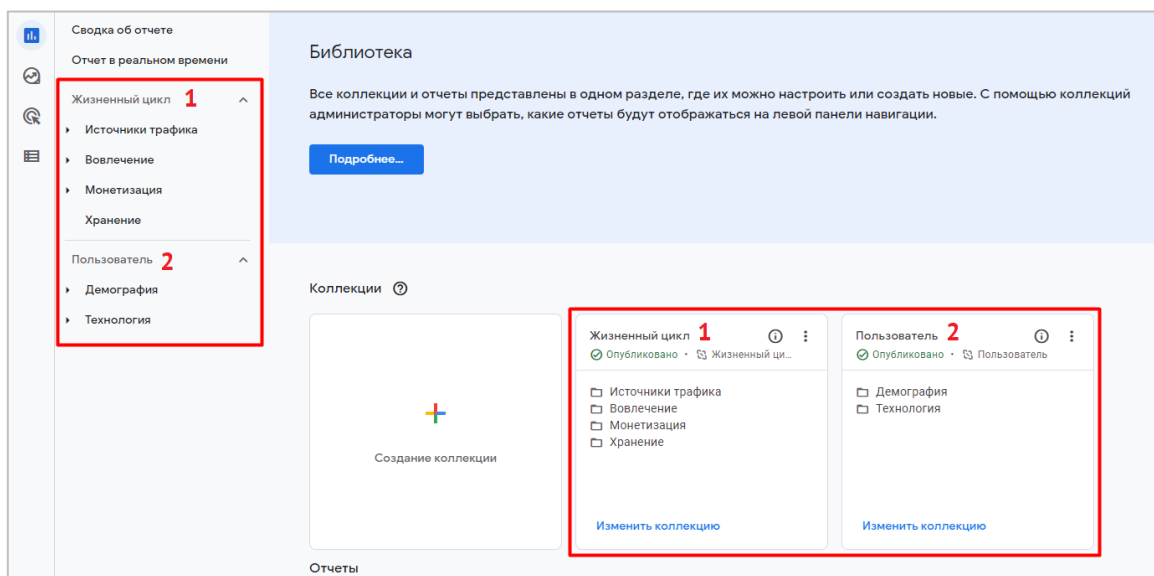 Сводка об отчете
Отчет в реальном времени
Жизненный цикл 1
Источники трафика
Вовлечение
Монетизация
Хранение
Пользователь 2
Демография
Технология
Библиотека
Все коллекции и отчеты представлены в одном разделе, где их можно настроить или создать новые. С помощью коллекций
администраторы могут выбрать, какие отчеты будут отображаться на левой панели навигации.
Подробнее...
Коллекции
Создание коллекции
Жизненный цикл 1
Опубликовано • Жизненный ци...
Источники трафика
Вовлечение
Монетизация
Хранение
Изменить коллекцию
Пользователь 2
Опубликовано • Пользователь
Демография
Технология
Изменить коллекцию
Отчеты